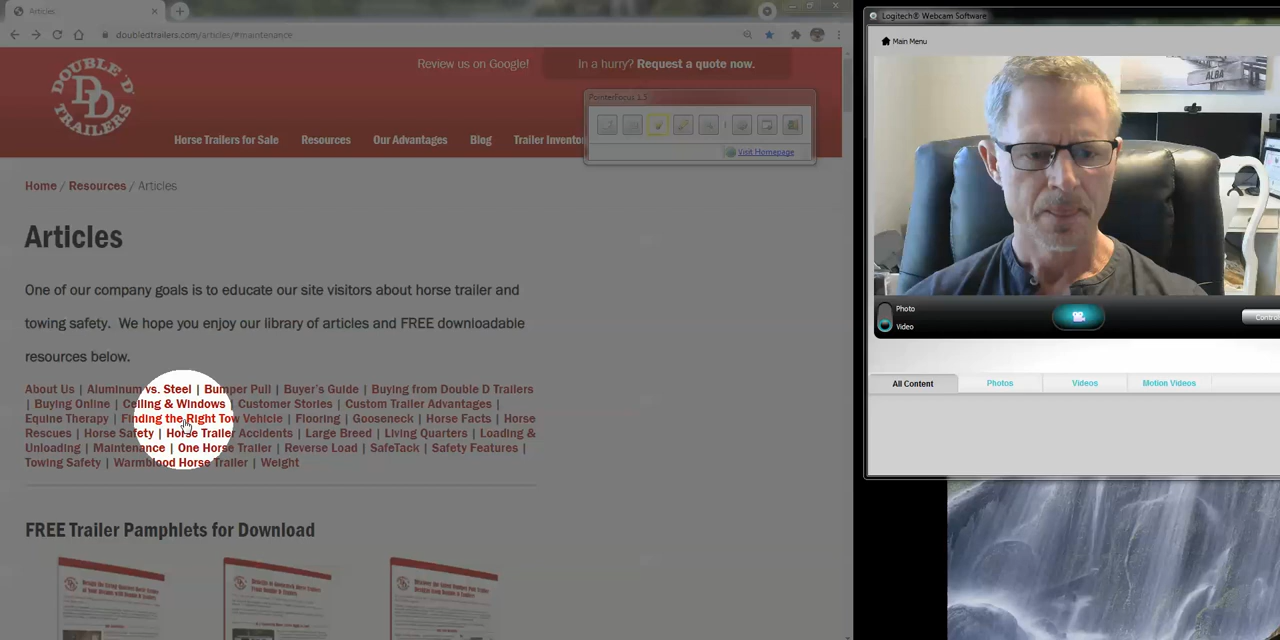 Articles
doubledtrailers.com/articles/#maintenance
DOUBLE D
DD
TRAILERS
Review us on Google!
In a hurry? Request a quote now.
Horse Trailers for Sale
Resources
Our Advantages
Blog
Trailer Invento
PointerFocus 1.5
Visit Homepage
Home / Resources / Articles
Articles
One of our company goals is to educate our site visitors about horse trailer and
towing safety. We hope you enjoy our library of articles and FREE downloadable
resources below.
About Us | Aluminum vs. Steel | Bumper Pull | Buyer's Guide | Buying from Double D Trailers
| Buying Online | Ceiling & Windows | Customer Stories | Custom Trailer Advantages |
Equine Therapy | Finding the Right Tow Vehicle | Flooring | Gooseneck | Horse Facts | Horse
Rescues | Horse Safety | Horse Trailer Accidents | Large Breed | Living Quarters | Loading &
Unloading | Maintenance | One Horse Trailer | Reverse Load | SafeTack | Safety Features |
Towing Safety | Warmblood Horse Trailer | Weight
FREE Trailer Pamphlets for Download
Logitech® Webcam Software
Main Menu
ALBA
Photo
Video
Contro
All Content
Photos
Videos
Motion Videos